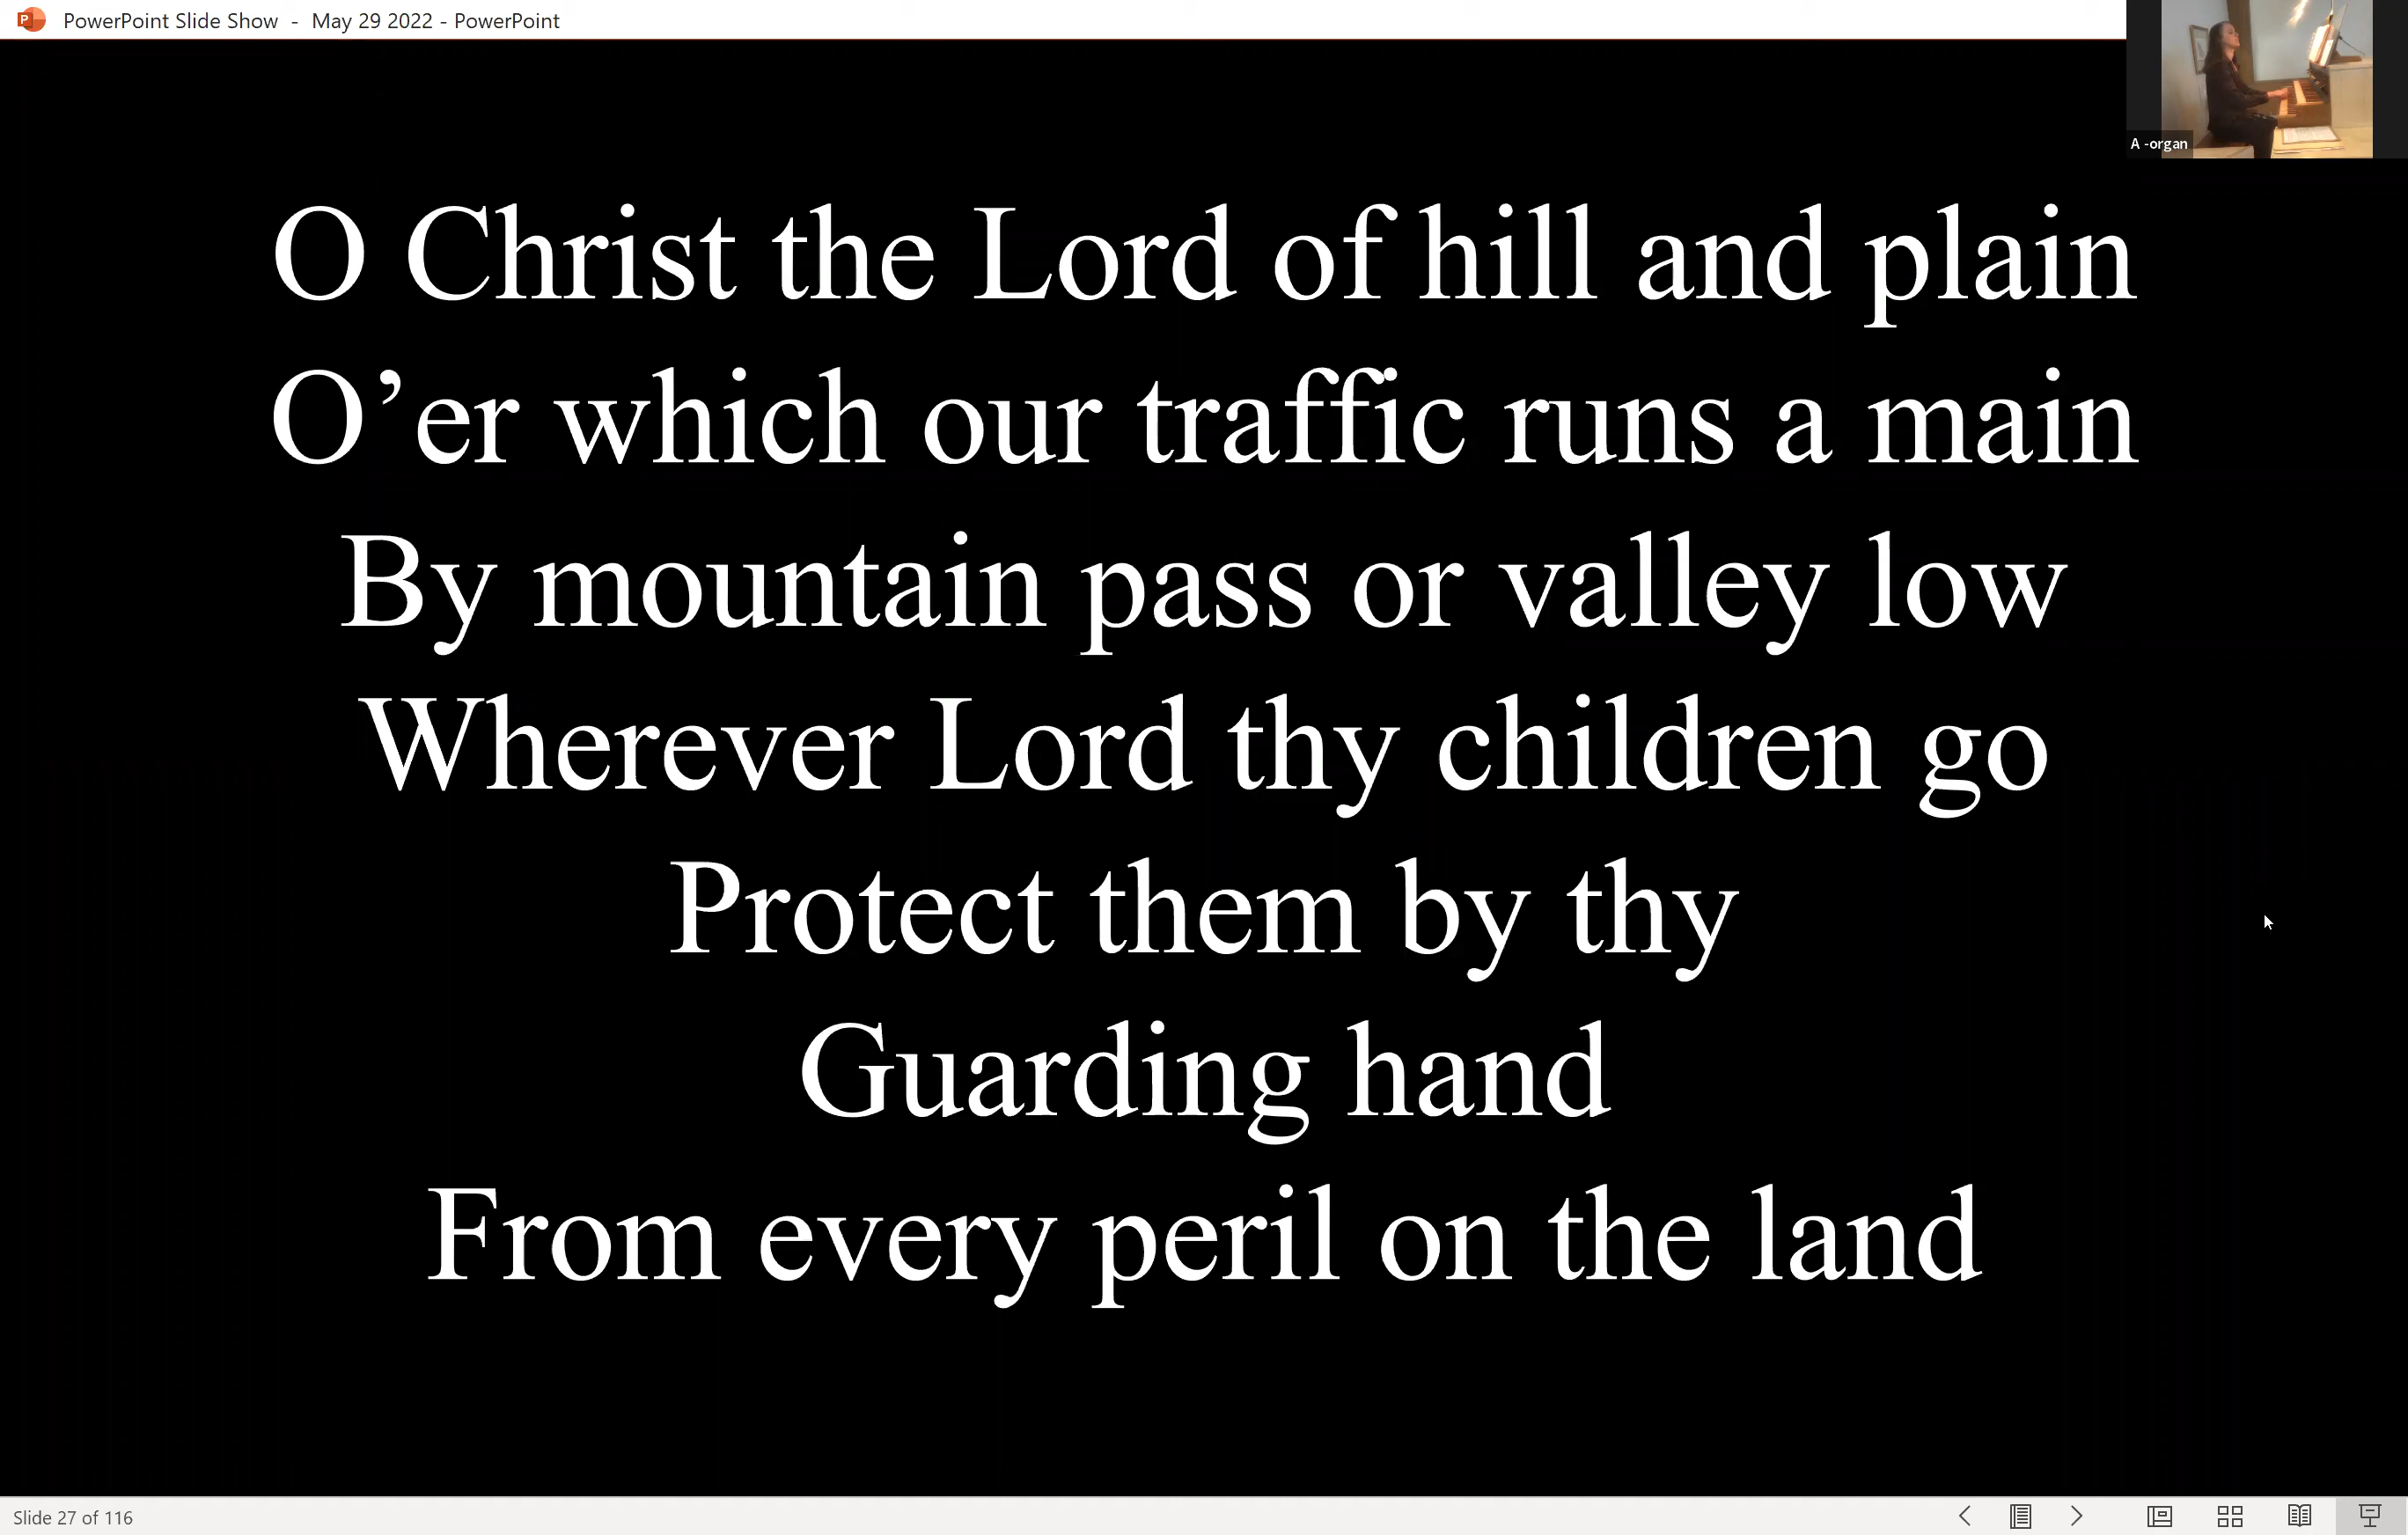 PowerPoint Slide Show - May 29 2022 - PowerPoint
A -organ
O Christ the Lord of hill and plain
O’er which our traffic runs a main
By mountain pass or valley low
Wherever Lord thy children go
Protect them by thy
Guarding hand
From every peril on the land
Slide 27 of 116